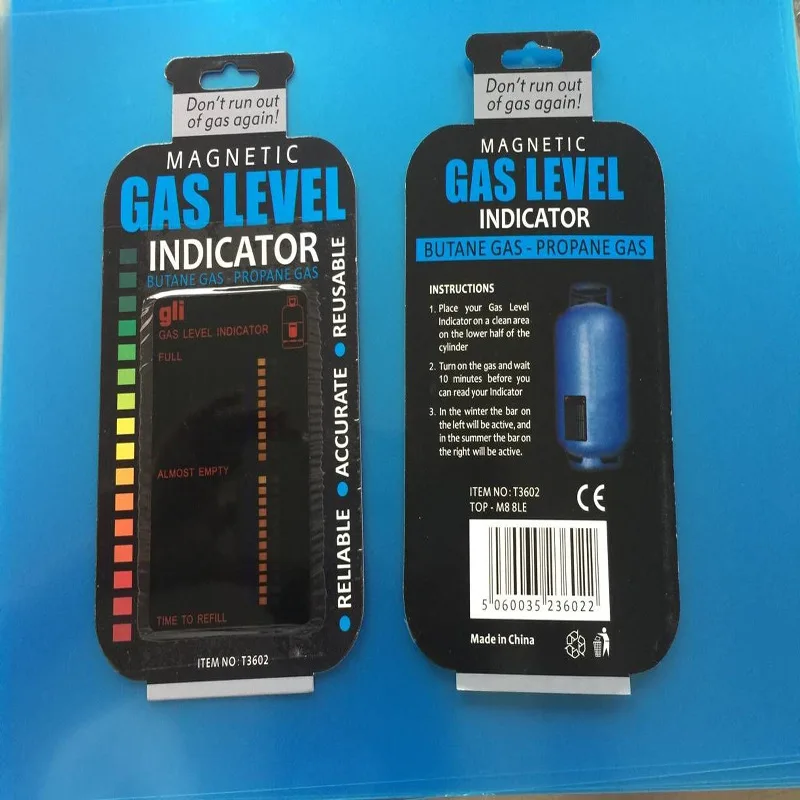 Don't run out
of gas again!
MAGNETIC
GAS LEVEL
INDICATOR
BUTANE GAS - PROPANE GAS
gli
GAS LEVEL INDICATOR
FULL
ALMOST EMPTY
TIME TO REFILL
RELIABLE ● ACCURATE ● REUSABLE
ITEM NO : T3602
Don't run out
of gas again!
MAGNETIC
GAS LEVEL
INDICATOR
BUTANE GAS - PROPANE GAS
INSTRUCTIONS
1. Place your Gas Level
Indicator on a clean area
on the lower half of the
cylinder
2. Turn on the gas and wait
10 minutes before you
can read your Indicator
3. In the winter the bar on
the left will be active, and
in the summer the bar on
the right will be active.
ITEM NO : T3602
TOP - M8 8LE
CE
5 060035 236022
Made in China